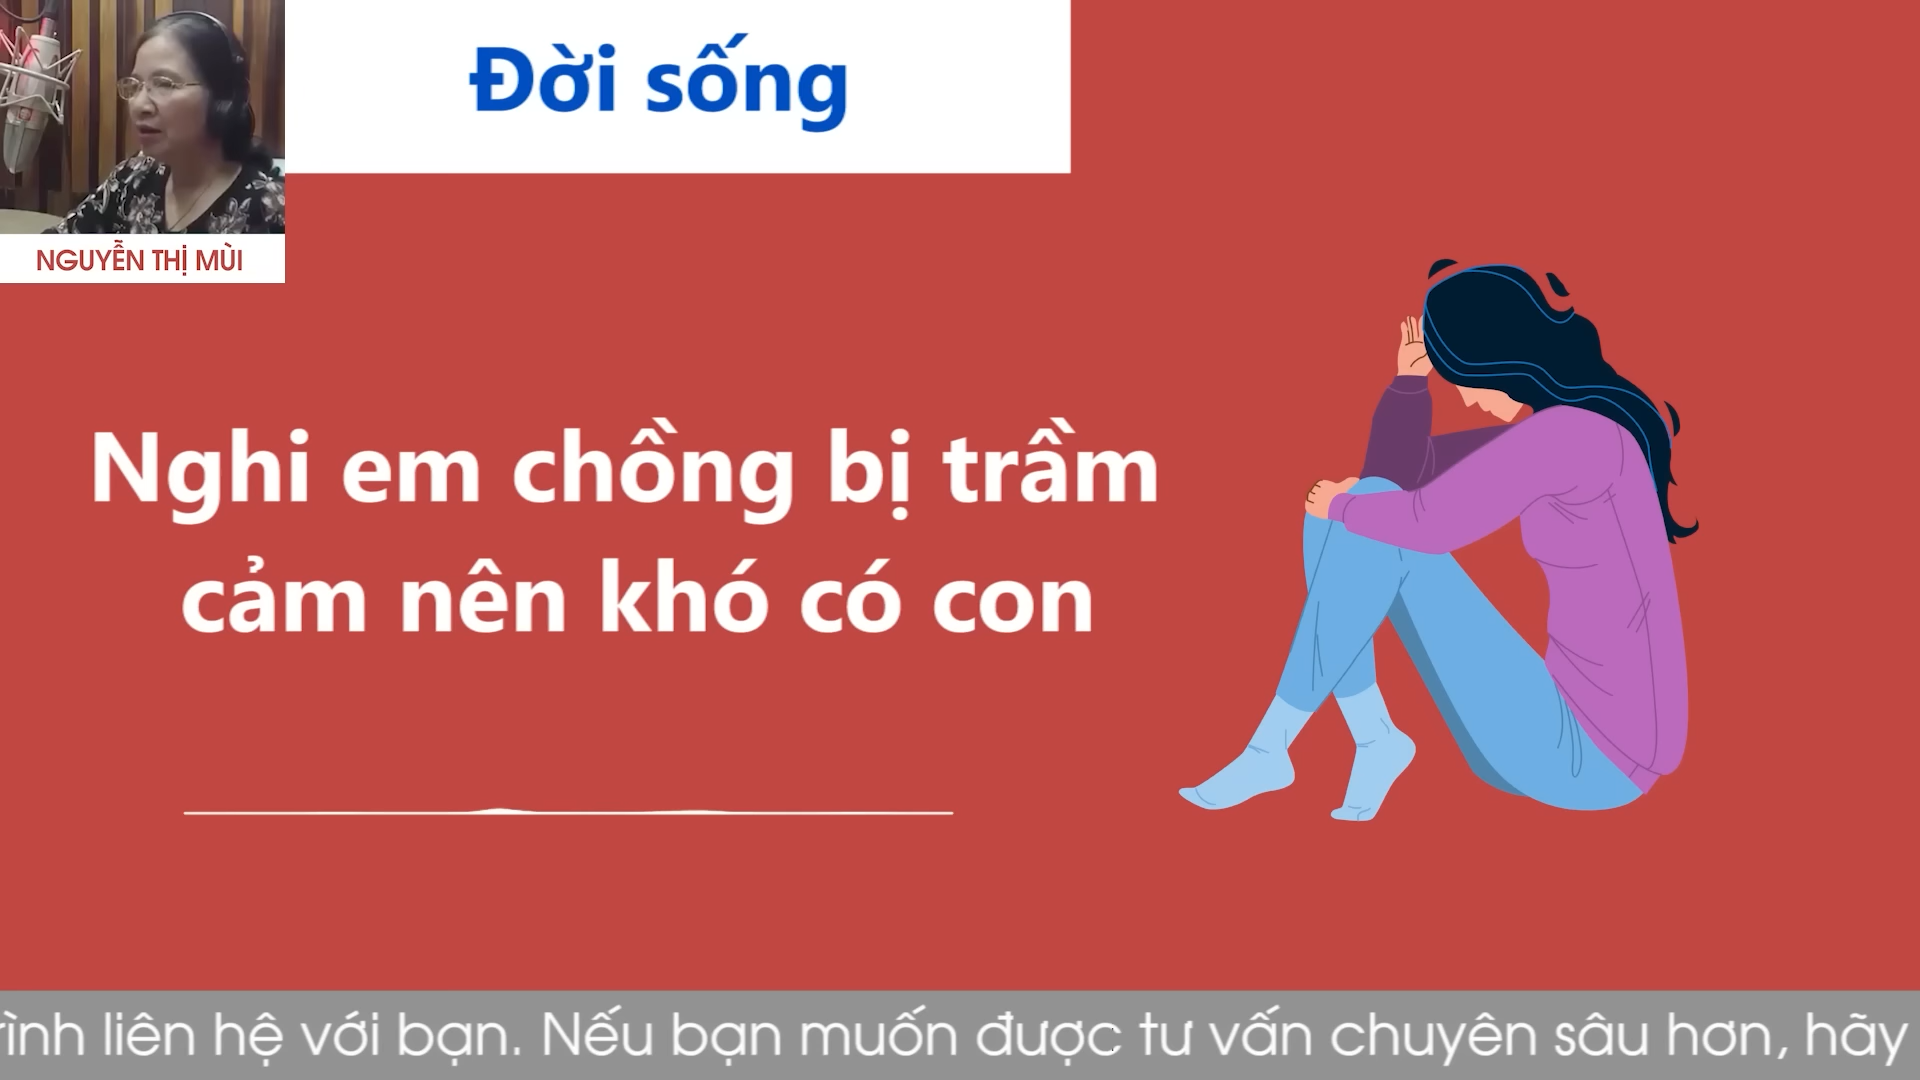 Đời sống
NGUYỄN THỊ MÙI
Nghi em chồng bị trầm
cảm nên khó có con
liên hệ với bạn. Nếu bạn muốn được tư vấn chuyên sâu hơn, hãy